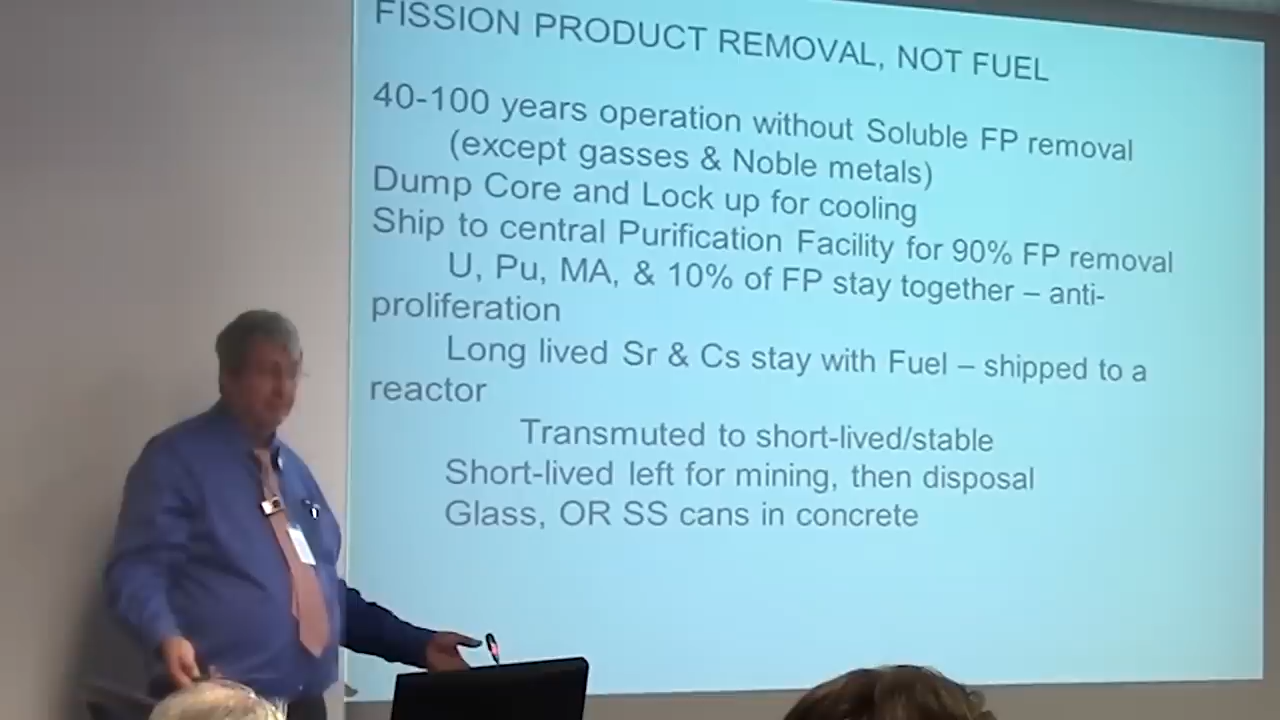 FISSION PRODUCT REMOVAL, NOT FUEL
40-100 years operation without Soluble FP removal
(except gasses & Noble metals)
Dump Core and Lock up for cooling
Ship to central Purification Facility for 90% FP removal
U, Pu, MA, & 10% of FP stay together – anti-
proliferation
Long lived Sr & Cs stay with Fuel – shipped to a
reactor
Transmuted to short-lived/stable
Short-lived left for mining, then disposal
Glass, OR SS cans in concrete